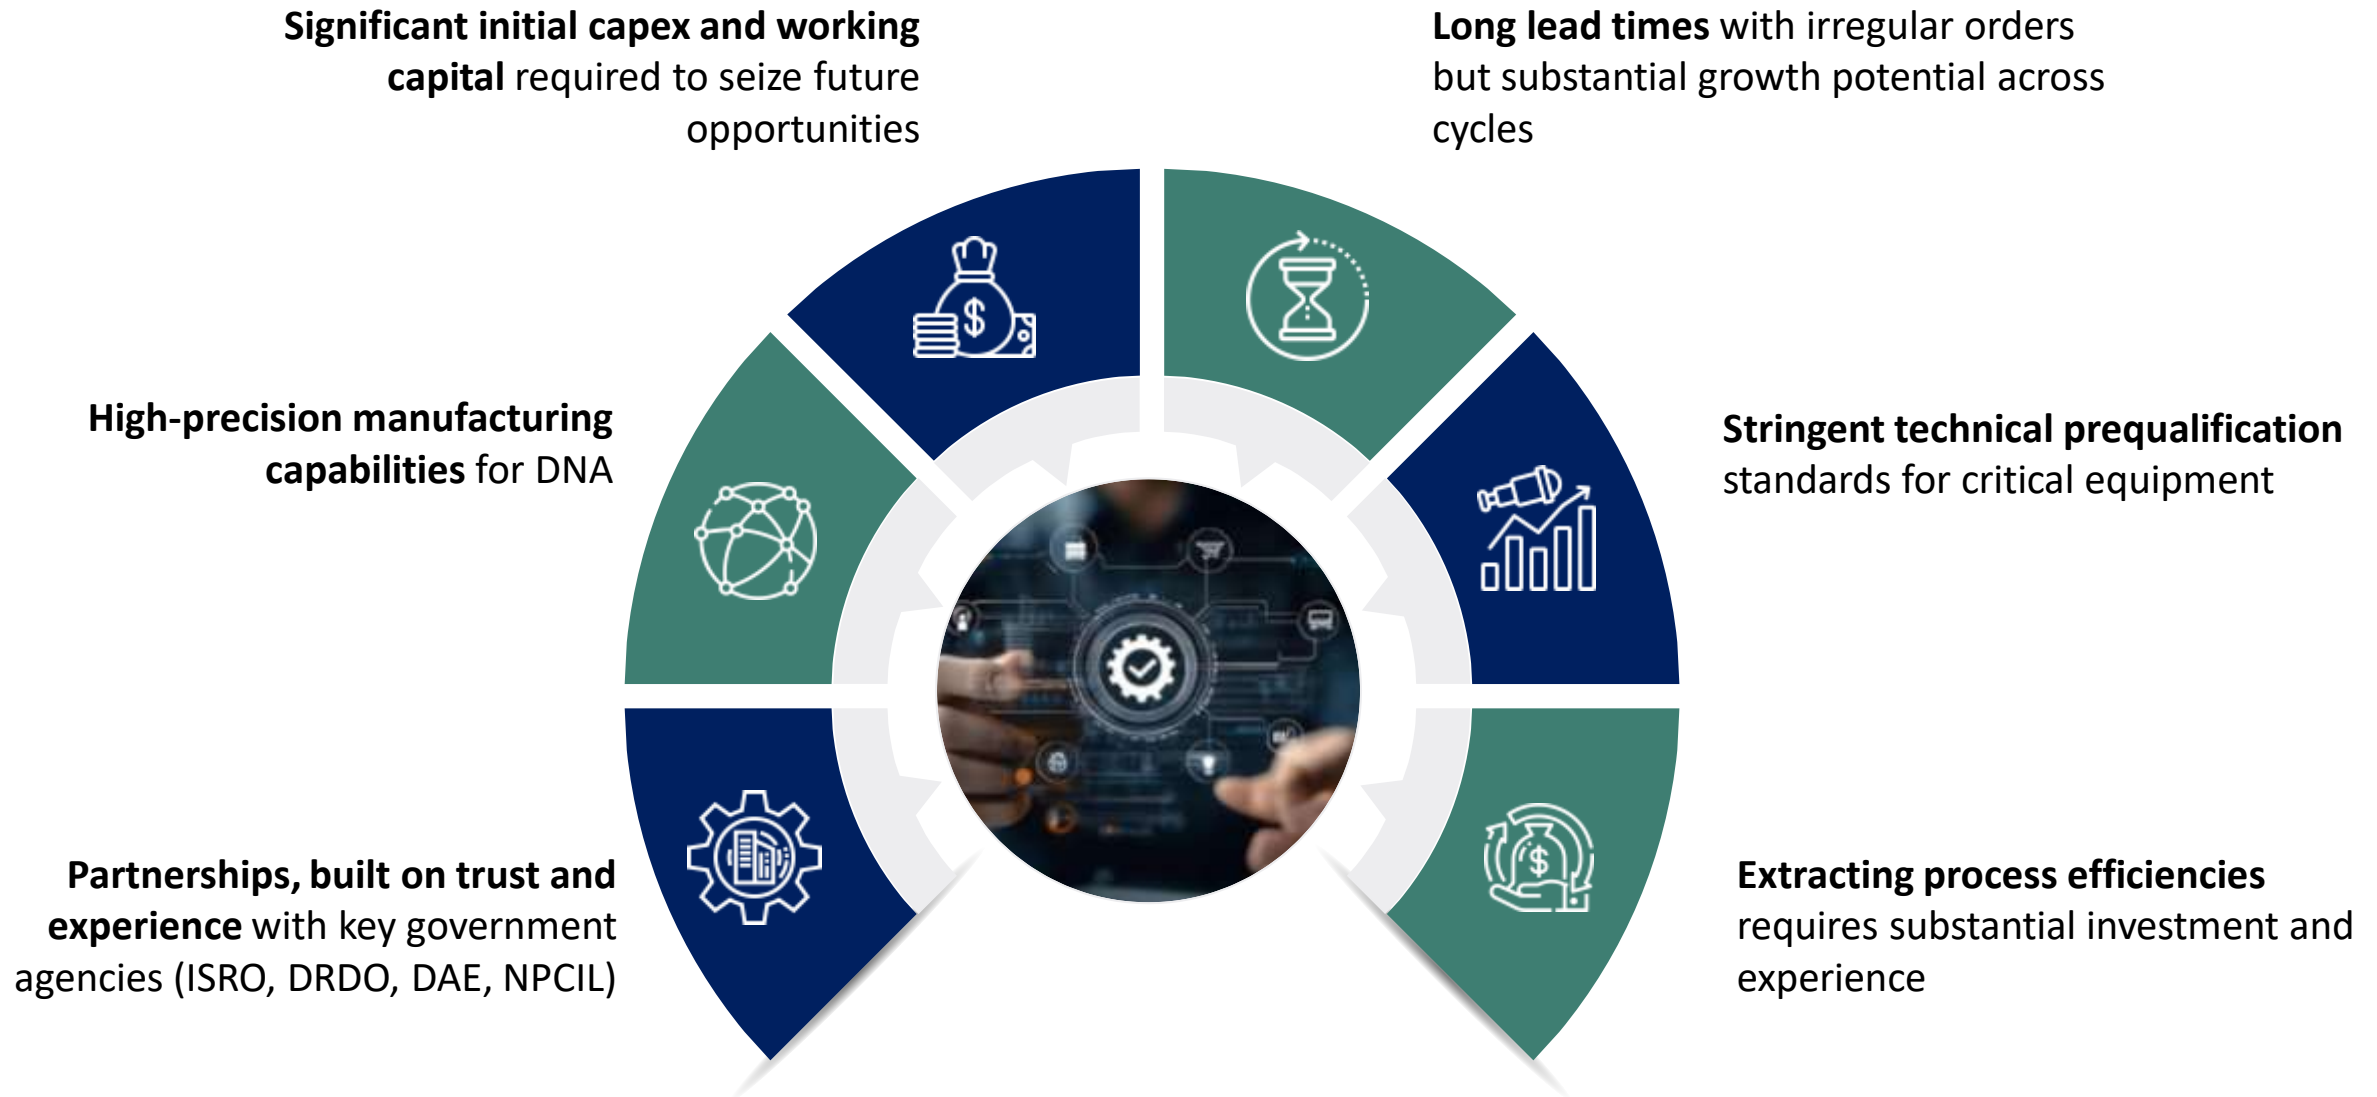 Significant initial capex and working
capital required to seize future
opportunities
Long lead times with irregular orders
but substantial growth potential across
cycles
High-precision manufacturing
capabilities for DNA
Stringent technical prequalification
standards for critical equipment
Partnerships, built on trust and
experience with key government
agencies (ISRO, DRDO, DAE, NPCIL)
Extracting process efficiencies
requires substantial investment and
experience
$
$